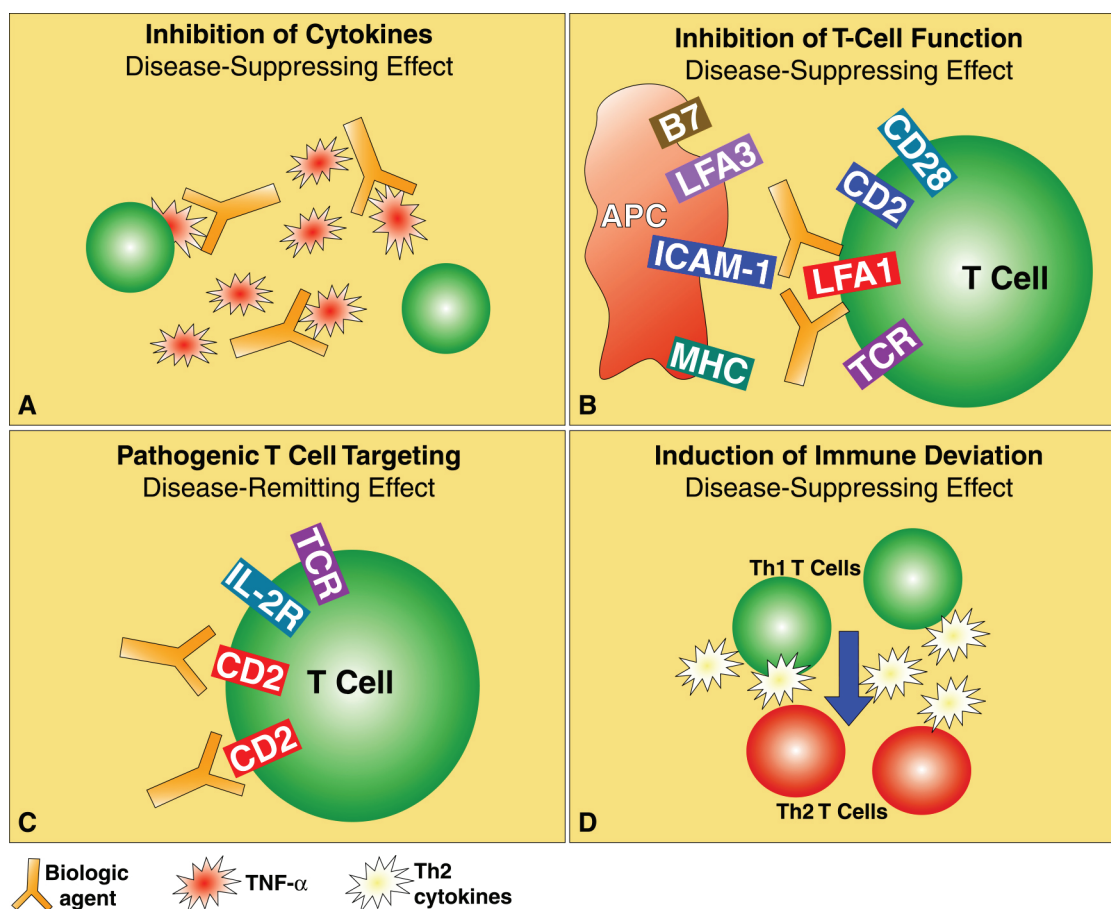 Inhibition of Cytokines
Disease-Suppressing Effect
A
Inhibition of T-Cell Function
Disease-Suppressing Effect
B7
LFA3
APC
ICAM-1
MHC
CD28
CD2
LFA1
TCR
T Cell
B
Pathogenic T Cell Targeting
Disease-Remitting Effect
TCR
IL-2R
CD2
T Cell
CD2
C
Induction of Immune Deviation
Disease-Suppressing Effect
Th1 T Cells
Th2 T Cells
D
Biologic
agent
TNF-α
Th2
cytokines